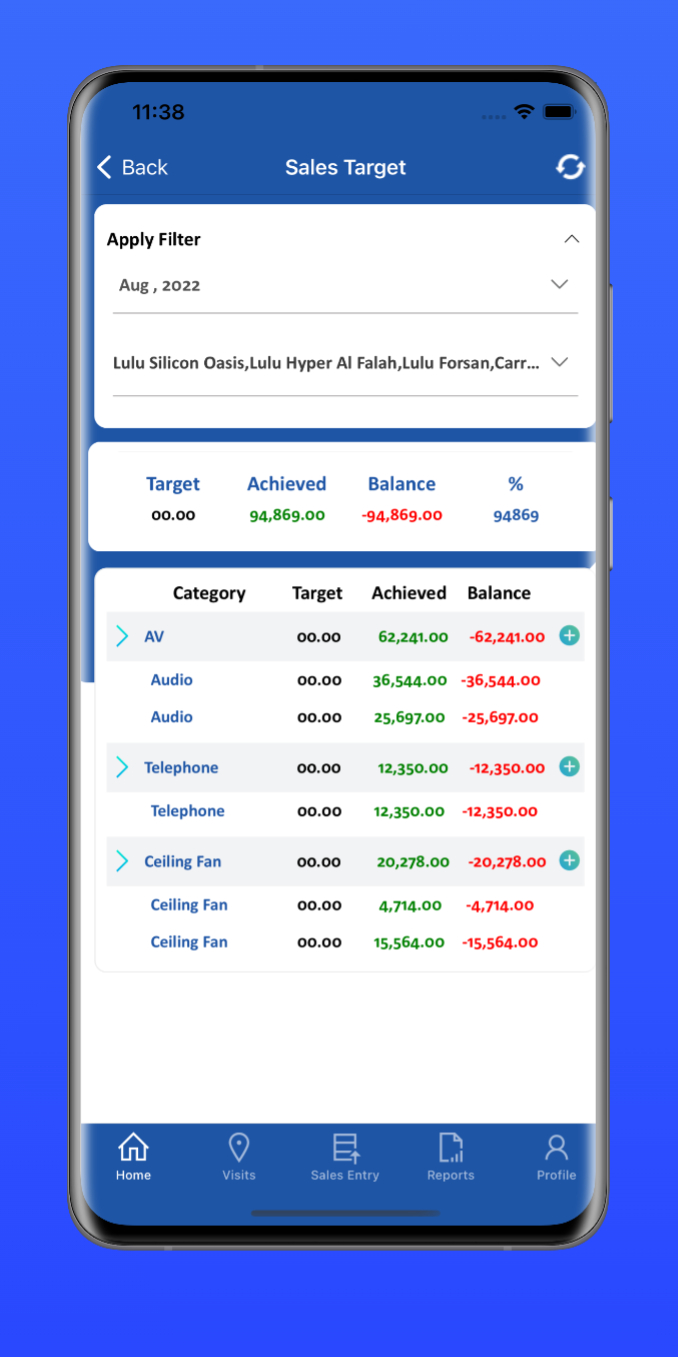 11:38
Back Sales Target
Apply Filter
Aug , 2022
Lulu Silicon Oasis,Lulu Hyper Al Falah,Lulu Forsan,Carr...
Target Achieved Balance %
00.00 94,869.00 -94,869.00 94869
Category Target Achieved Balance
AV 00.00 62,241.00 -62,241.00
Audio 00.00 36,544.00 -36,544.00
Audio 00.00 25,697.00 -25,697.00
Telephone 00.00 12,350.00 -12,350.00
Telephone 00.00 12,350.00 -12,350.00
Ceiling Fan 00.00 20,278.00 -20,278.00
Ceiling Fan 00.00 4,714.00 -4,714.00
Ceiling Fan 00.00 15,564.00 -15,564.00
Home Visits Sales Entry Reports Profile